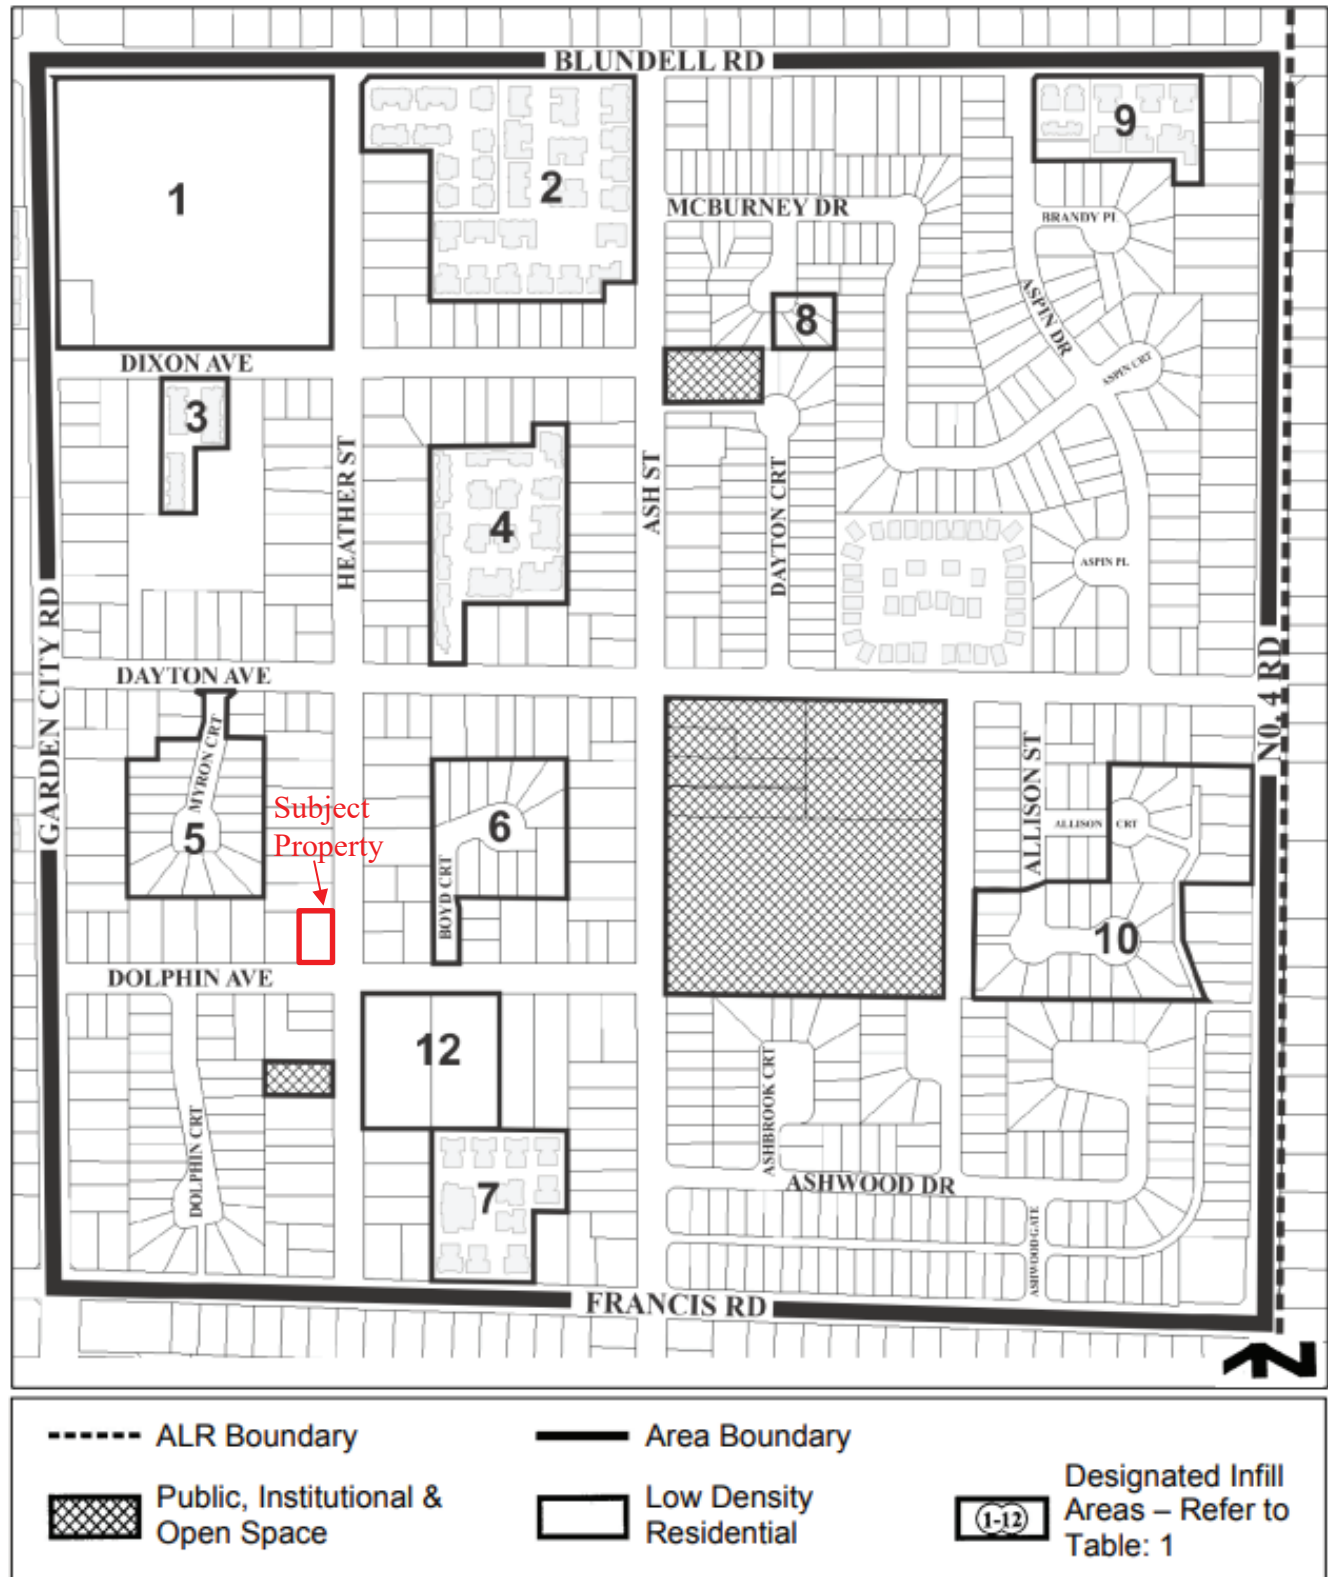 BLUNDELL RD
1
2
9
MCBURNEY DR
BRANDY Pl
8
ASPIN DR
ASPIN CRT
DIXON AVE
3
HEATHER ST
4
ASH ST
DAYTON CRT
ASPIN PL
GARDEN CITY RD
DAYTON AVE
NO. 4 RD
MYRON CRT
5
Subject
Property
6
BOYD CRT
ALLISON ST
ALLISON CRT
10
DOLPHIN AVE
12
DOLPHIN CRT
7
ASHBROOK CRT
ASHWOOD DR
ASHWOOD GATE
FRANCIS RD
N
ALR Boundary
Area Boundary
Public, Institutional &
Open Space
Low Density
Residential
1-12
Designated Infill
Areas – Refer to
Table: 1